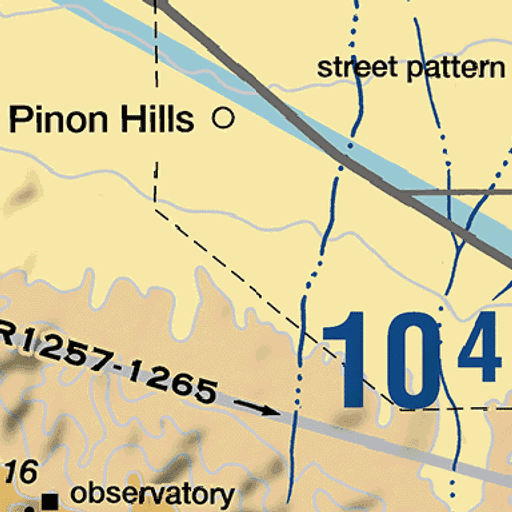 street pattern
Pinon Hills
R1257-1265
10⁴
16
observatory